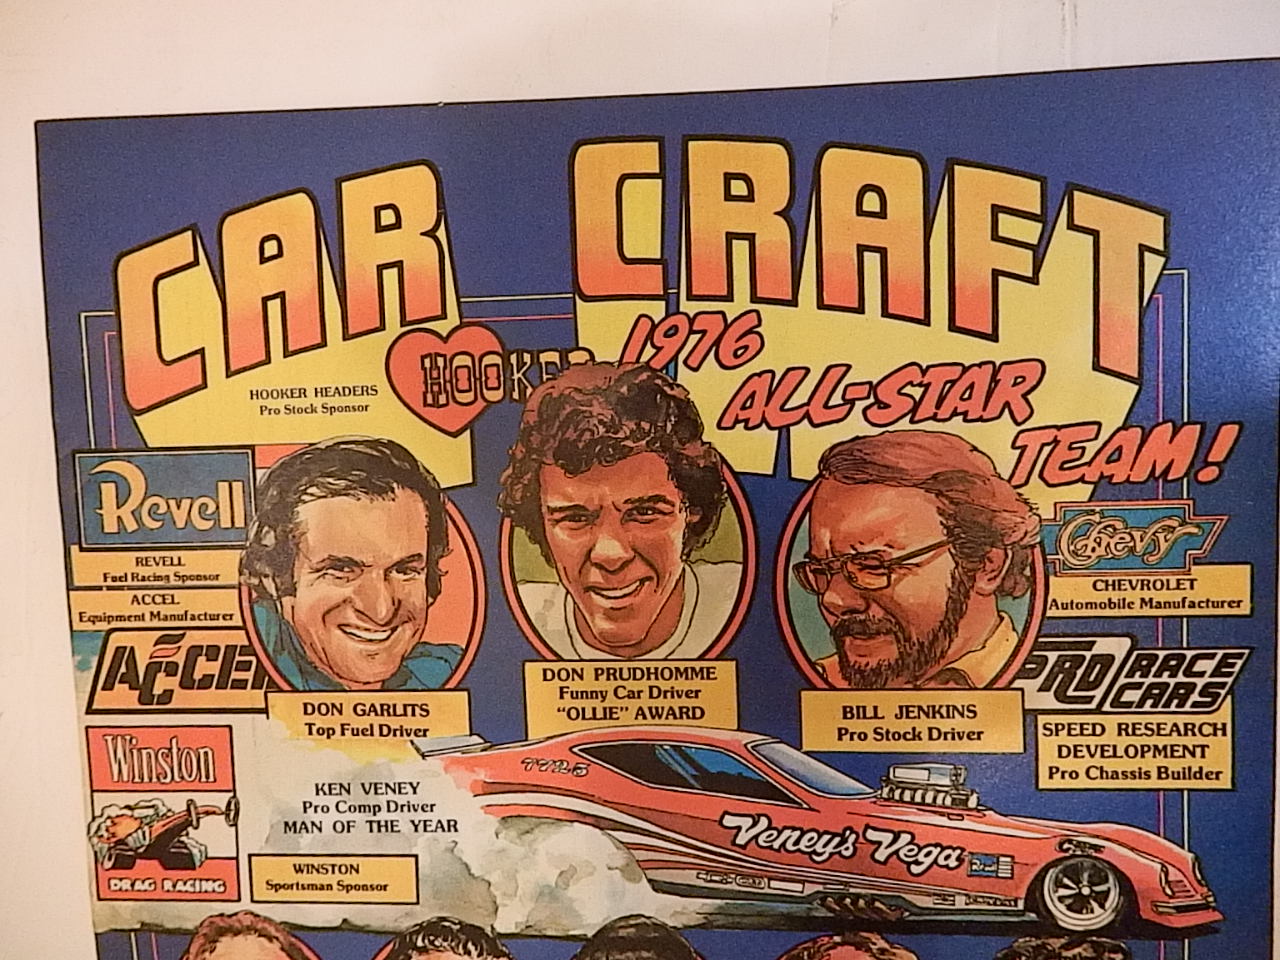 CAR CRAFT
1976
ALL-STAR
TEAM!
HOOKER
HOOKER HEADERS
Pro Stock Sponsor
Revell
REVELL
Fuel Racing Sponsor
ACCEL
Equipment Manufacturer
ACCEL
DON GARLITS
Top Fuel Driver
DON PRUDHOMME
Funny Car Driver
"OLLIE" AWARD
BILL JENKINS
Pro Stock Driver
Chevy
CHEVROLET
Automobile Manufacturer
PRO RACE
CARS
SPEED RESEARCH
DEVELOPMENT
Pro Chassis Builder
Winston
DRAG RACING
KEN VENEY
Pro Comp Driver
MAN OF THE YEAR
WINSTON
Sportsman Sponsor
Veney's Vega